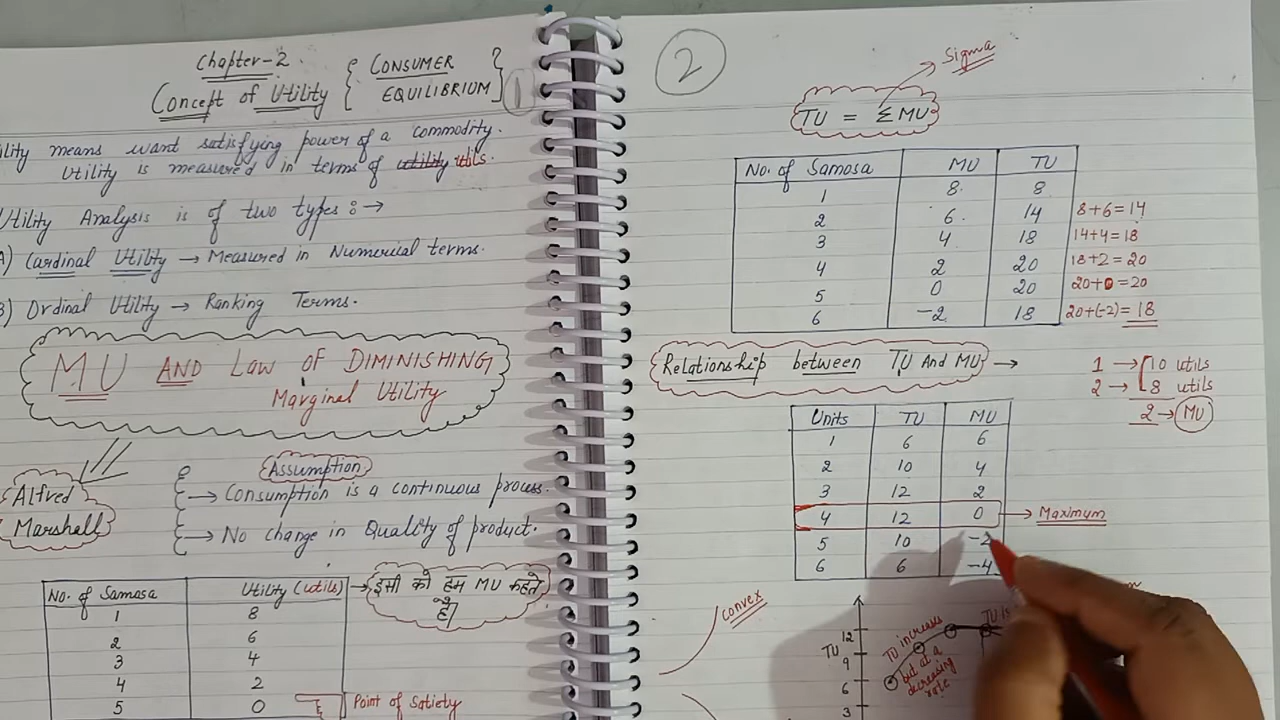 Chapter-2
Concept of Utility { CONSUMER EQUILIBRIUM }
1
ility means want satisfying power of a commodity.
Utility is measured in terms of utility utils.
Utility Analysis is of two types :→
A) Cardinal Utility → Measured in Numerical terms.
B) Ordinal Utility → Ranking Terms.
MU AND Law OF DIMINISHING
Marginal Utility
Alfred
Marshall
Assumption
→ Consumption is a continuous process.
→ No change in Quality of product.
No. of Samosa Utility (utils) → इसी को हम MU कहते हैं।
1 8
2 6
3 4
4 2
5 0 Point of Satiety
2
Sigma
TU = Σ MU
No. of Samosa MU TU
1 8 8
2 6 14 8+6=14
3 4 18 14+4=18
4 2 20 18+2=20
5 0 20 20+0=20
6 -2 18 20+(-2)=18
Relationship between TU And MU →
1 → 10 utils
2 → 8 utils
2 → MU
Units TU MU
1 6 6
2 10 4
3 12 2
4 12 0 → Maximum
5 10 -2
6 6 -4
convex
TU
12
9
6
3
TU increases
but at a
decreasing
rate
TU is